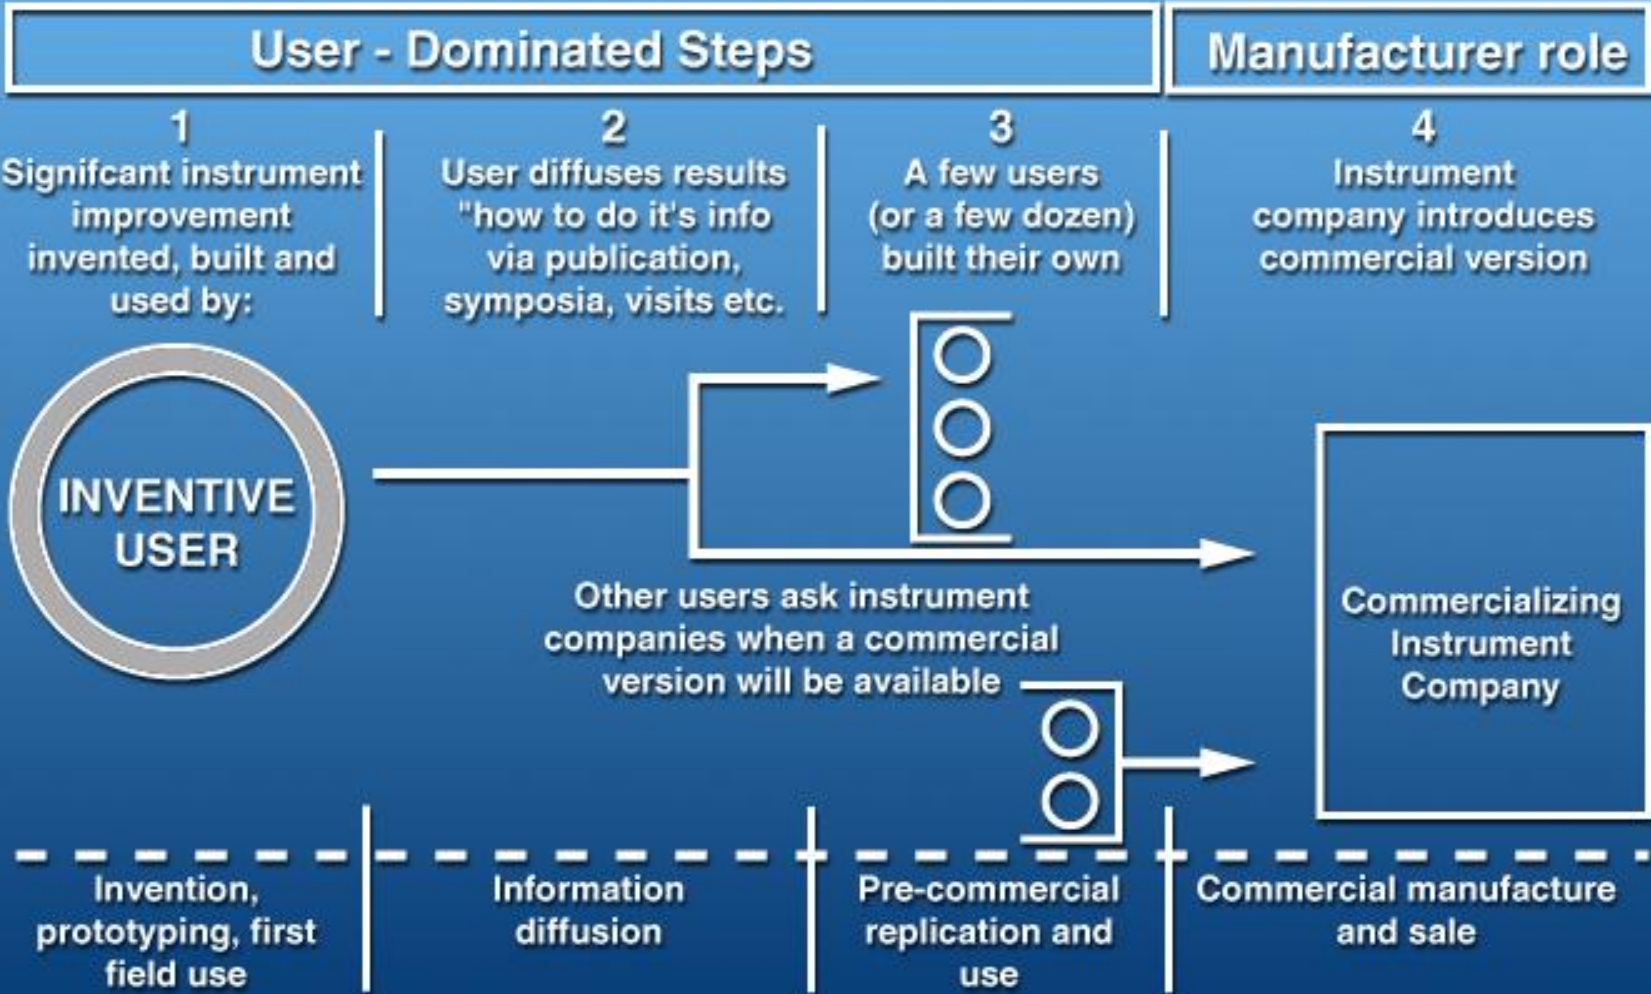 User - Dominated Steps
Manufacturer role
1
Signifcant instrument
improvement
invented, built and
used by:
2
User diffuses results
"how to do it's info
via publication,
symposia, visits etc.
3
A few users
(or a few dozen)
built their own
4
Instrument
company introduces
commercial version
INVENTIVE
USER
Other users ask instrument
companies when a commercial
version will be available
Commercializing
Instrument
Company
Invention,
prototyping, first
field use
Information
diffusion
Pre-commercial
replication and
use
Commercial manufacture
and sale